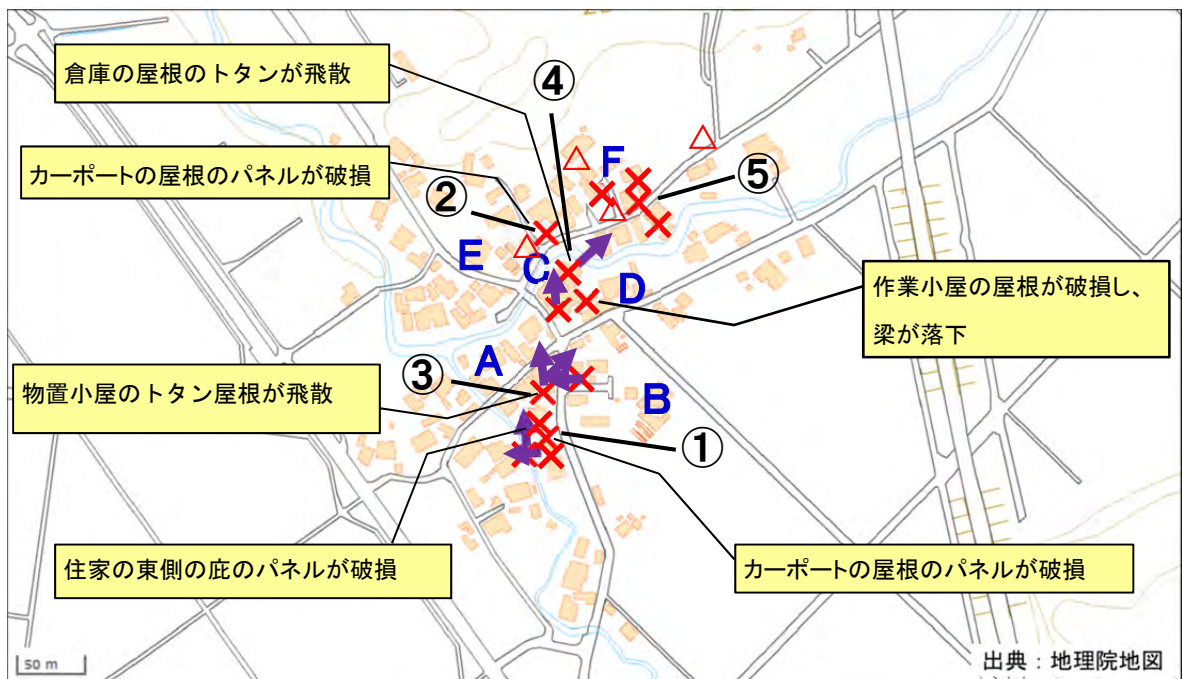 倉庫の屋根のトタンが飛散
④
カーポートの屋根のパネルが破損
②
F
⑤
E
C
D
作業小屋の屋根が破損し、
梁が落下
A
③
物置小屋のトタン屋根が飛散
B
①
住家の東側の庇のパネルが破損
カーポートの屋根のパネルが破損
50 m
出典：地理院地図